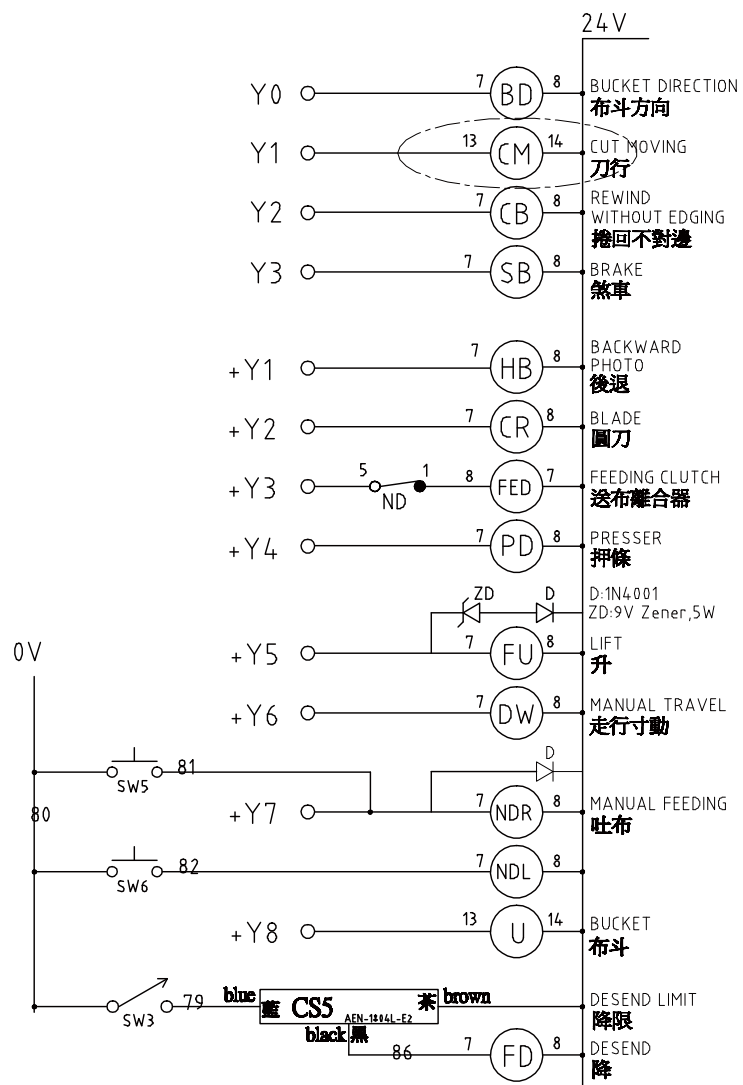 24V
Y0 7 BD 8 BUCKET DIRECTION
布斗方向
Y1 13 CM 14 CUT MOVING
刀行
Y2 7 CB 8 REWIND
WITHOUT EDGING
捲回不對邊
Y3 7 SB 8 BRAKE
煞車
+Y1 7 HB 8 BACKWARD
PHOTO
後退
+Y2 7 CR 8 BLADE
圓刀
+Y3 5 1 ND 8 FED 7 FEEDING CLUTCH
送布離合器
+Y4 7 PD 8 PRESSER
押條
ZD D D:1N4001
ZD:9V Zener,5W
0V
+Y5 7 FU 8 LIFT
升
+Y6 7 DW 8 MANUAL TRAVEL
走行寸動
D
81
SW5
80
+Y7 7 NDR 8 MANUAL FEEDING
吐布
82 7 NDL 8
SW6
+Y8 13 U 14 BUCKET
布斗
SW3 79 blue 藍 CS5 茶 brown DESEND LIMIT
AEN-1804L-E2
降限
black 黑
86 7 FD 8 DESEND
降